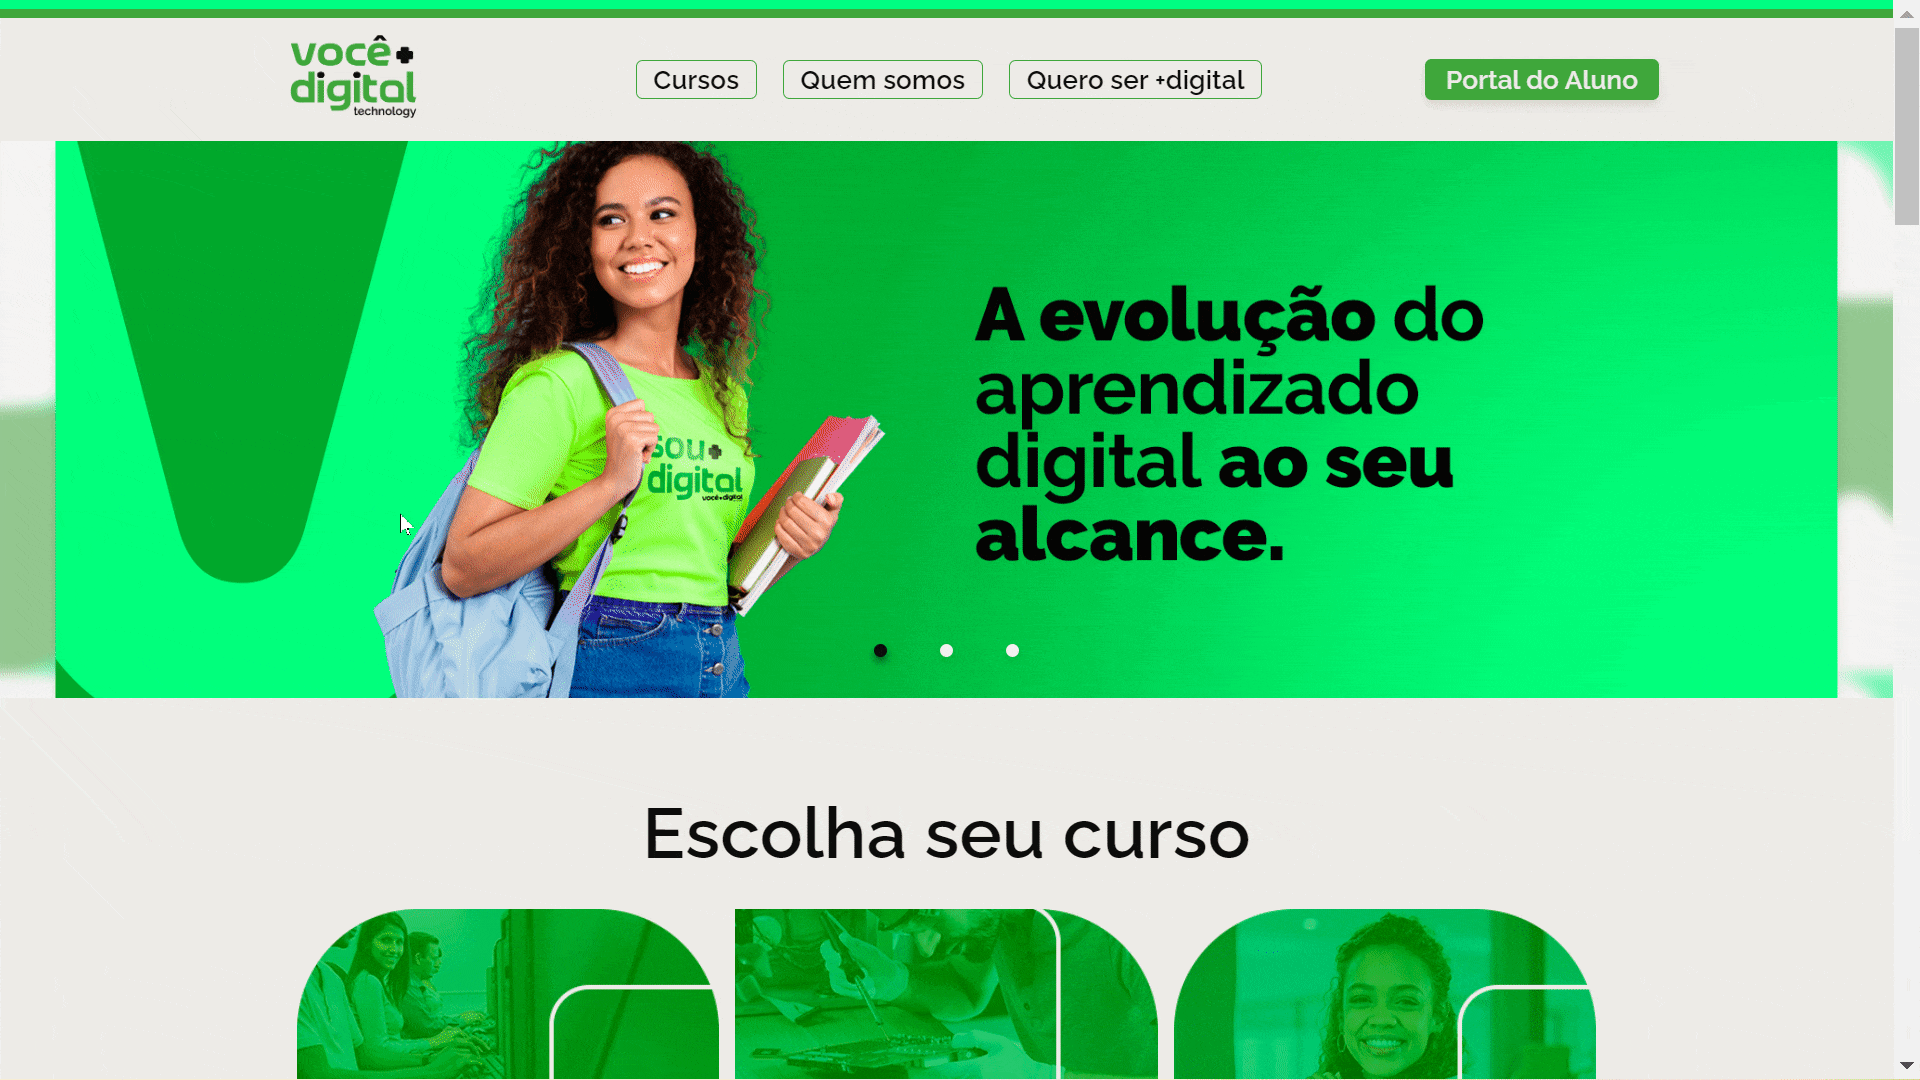 você+
digital
technology
Cursos
Quem somos
Quero ser +digital
Portal do Aluno
A evolução do
aprendizado
digital ao seu
alcance.
sou+
digital
você+digital
Escolha seu curso